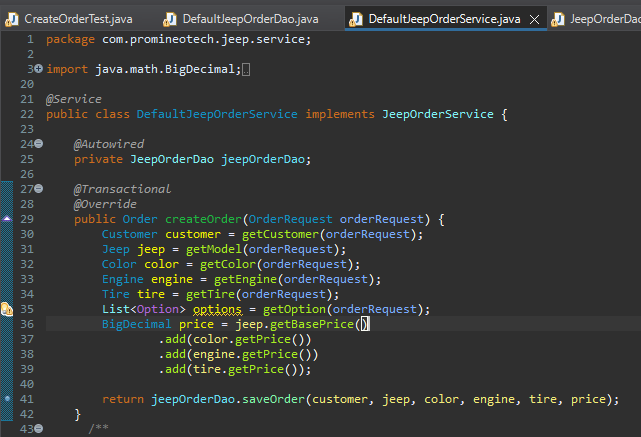 CreateOrderTest.java DefaultJeepOrderDao.java DefaultJeepOrderService.java JeepOrderDao
1 package com.promineotech.jeep.service;
2
3 import java.math.BigDecimal;
20
21 @Service
22 public class DefaultJeepOrderService implements JeepOrderService {
23
24 @Autowired
25 private JeepOrderDao jeepOrderDao;
26
27 @Transactional
28 @Override
29 public Order createOrder(OrderRequest orderRequest) {
30 Customer customer = getCustomer(orderRequest);
31 Jeep jeep = getModel(orderRequest);
32 Color color = getColor(orderRequest);
33 Engine engine = getEngine(orderRequest);
34 Tire tire = getTire(orderRequest);
35 List<Option> options = getOption(orderRequest);
36 BigDecimal price = jeep.getBasePrice()
37 .add(color.getPrice())
38 .add(engine.getPrice())
39 .add(tire.getPrice());
40
41 return jeepOrderDao.saveOrder(customer, jeep, color, engine, tire, price);
42 }
43 /**